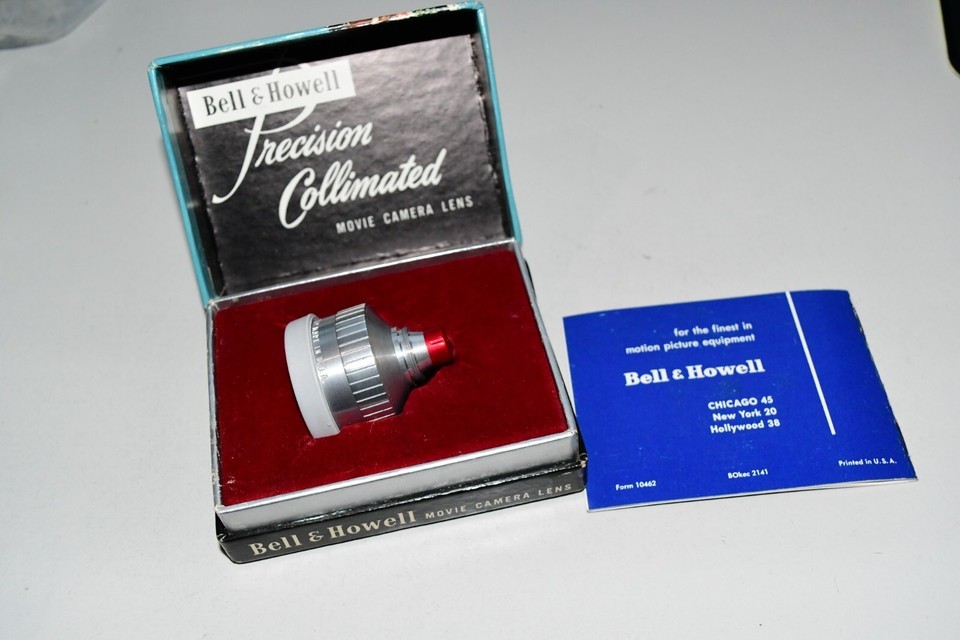 Bell & Howell
Precision
Collimated
MOVIE CAMERA LENS
Bell & Howell MOVIE CAMERA LENS
for the finest in
motion picture equipment
Bell & Howell
CHICAGO 45
New York 20
Hollywood 38
Form 10462
BOkec 2141
Printed in U.S.A.